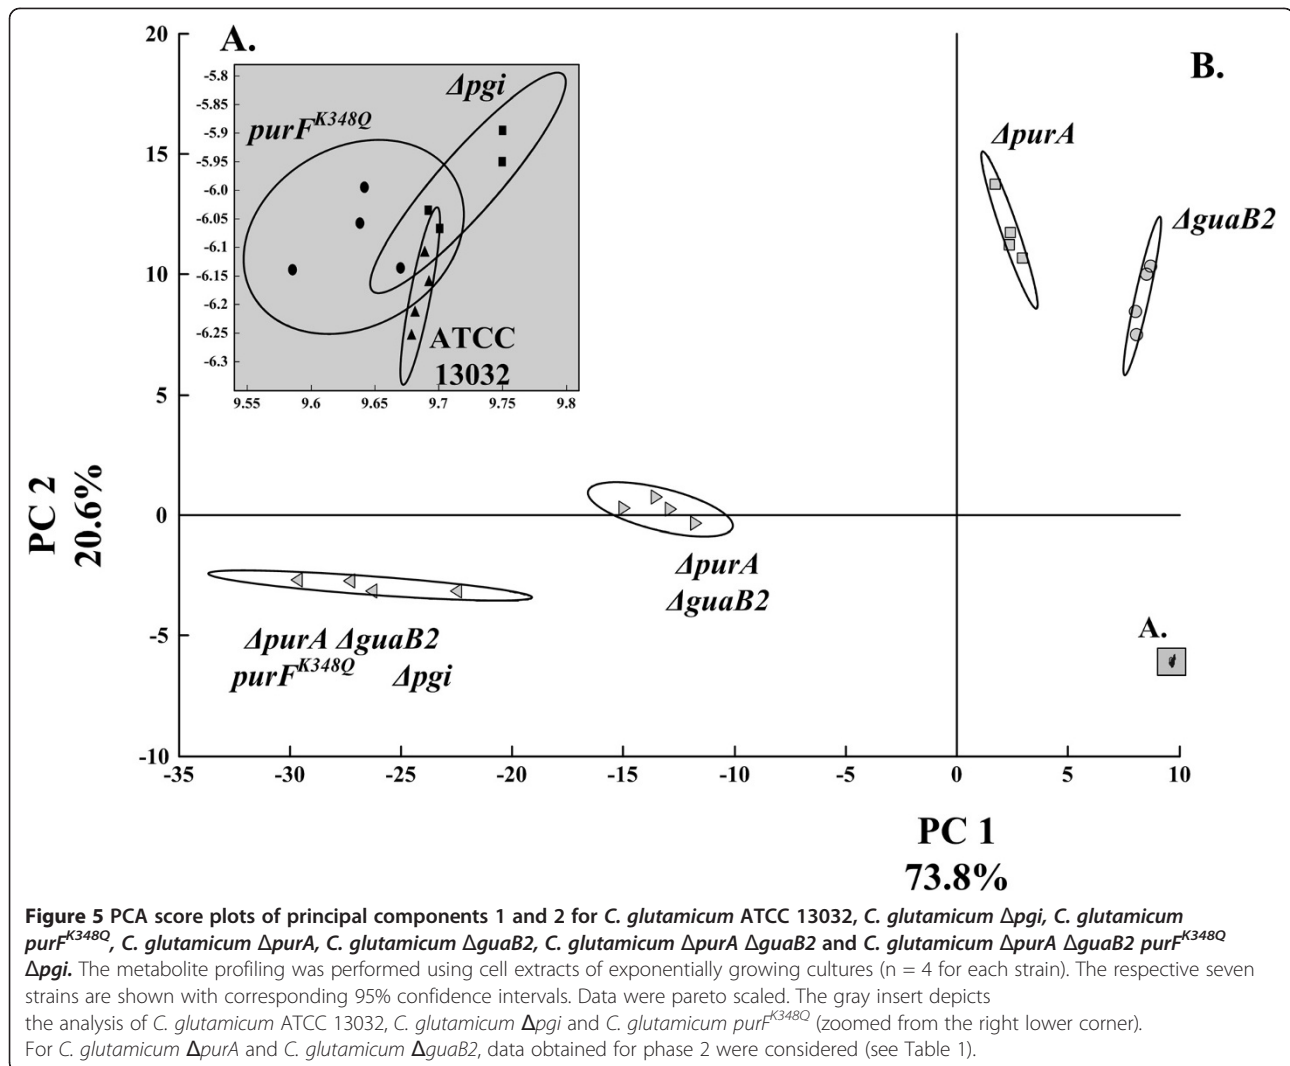 20
A.
B.
-5.8
-5.85
-5.9
-5.95
-6.0
-6.05
-6.1
-6.15
-6.2
-6.25
-6.3
Δpgi
purF^K348Q
ATCC
13032
9.55 9.6 9.65 9.7 9.75 9.8
ΔpurA
ΔguaB2
15
10
5
0
-5
-10
PC 2
20.6%
ΔpurA
ΔguaB2
ΔpurA ΔguaB2
purF^K348Q Δpgi
A.
-35 -30 -25 -20 -15 -10 -5 0 5 10
PC 1
73.8%
Figure 5 PCA score plots of principal components 1 and 2 for C. glutamicum ATCC 13032, C. glutamicum Δpgi, C. glutamicum
purF^K348Q, C. glutamicum ΔpurA, C. glutamicum ΔguaB2, C. glutamicum ΔpurA ΔguaB2 and C. glutamicum ΔpurA ΔguaB2 purF^K348Q
Δpgi. The metabolite profiling was performed using cell extracts of exponentially growing cultures (n = 4 for each strain). The respective seven
strains are shown with corresponding 95% confidence intervals. Data were pareto scaled. The gray insert depicts
the analysis of C. glutamicum ATCC 13032, C. glutamicum Δpgi and C. glutamicum purF^K348Q (zoomed from the right lower corner).
For C. glutamicum ΔpurA and C. glutamicum ΔguaB2, data obtained for phase 2 were considered (see Table 1).